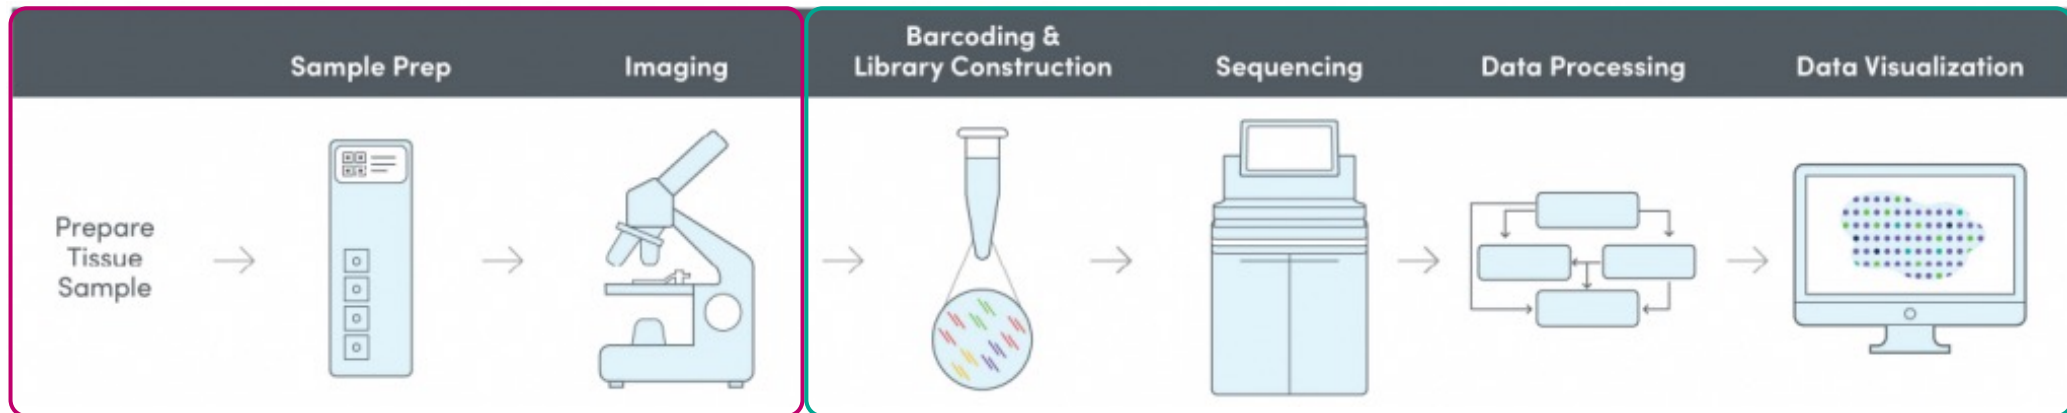 Sample Prep
Imaging
Barcoding &
Library Construction
Sequencing
Data Processing
Data Visualization
Prepare
Tissue
Sample